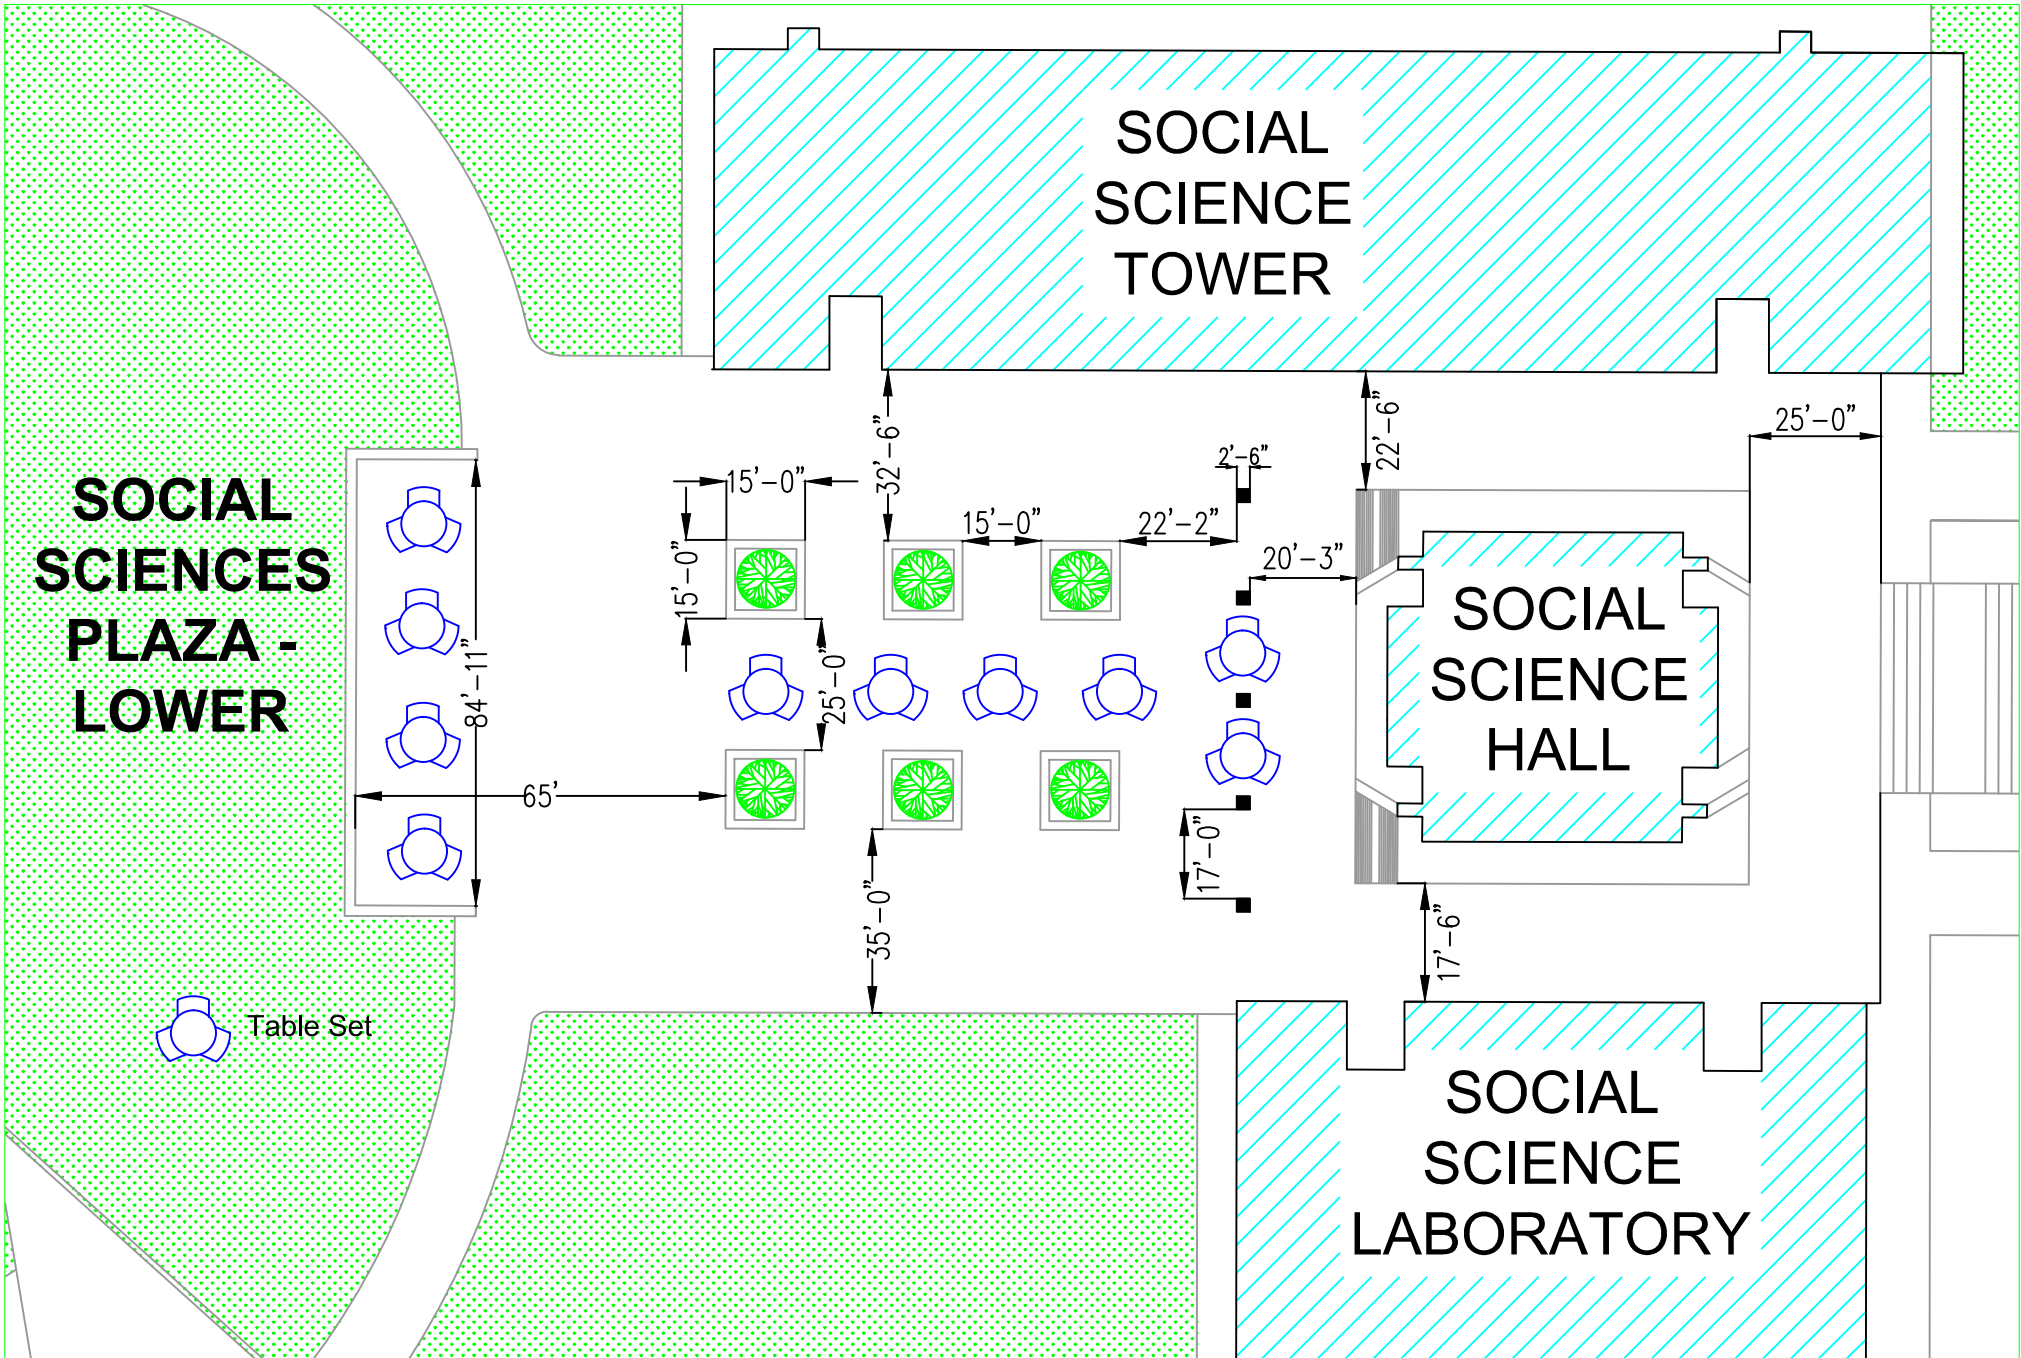 SOCIAL
SCIENCE
TOWER
SOCIAL
SCIENCES
PLAZA -
LOWER
25'-0"
22'-6"
32'-6"
2'-6"
15'-0"
15'-0"
22'-2"
15'-0"
20'-3"
SOCIAL
SCIENCE
HALL
84'-11"
25'-0"
65'
17'-0"
35'-0"
17'-6"
Table Set
SOCIAL
SCIENCE
LABORATORY